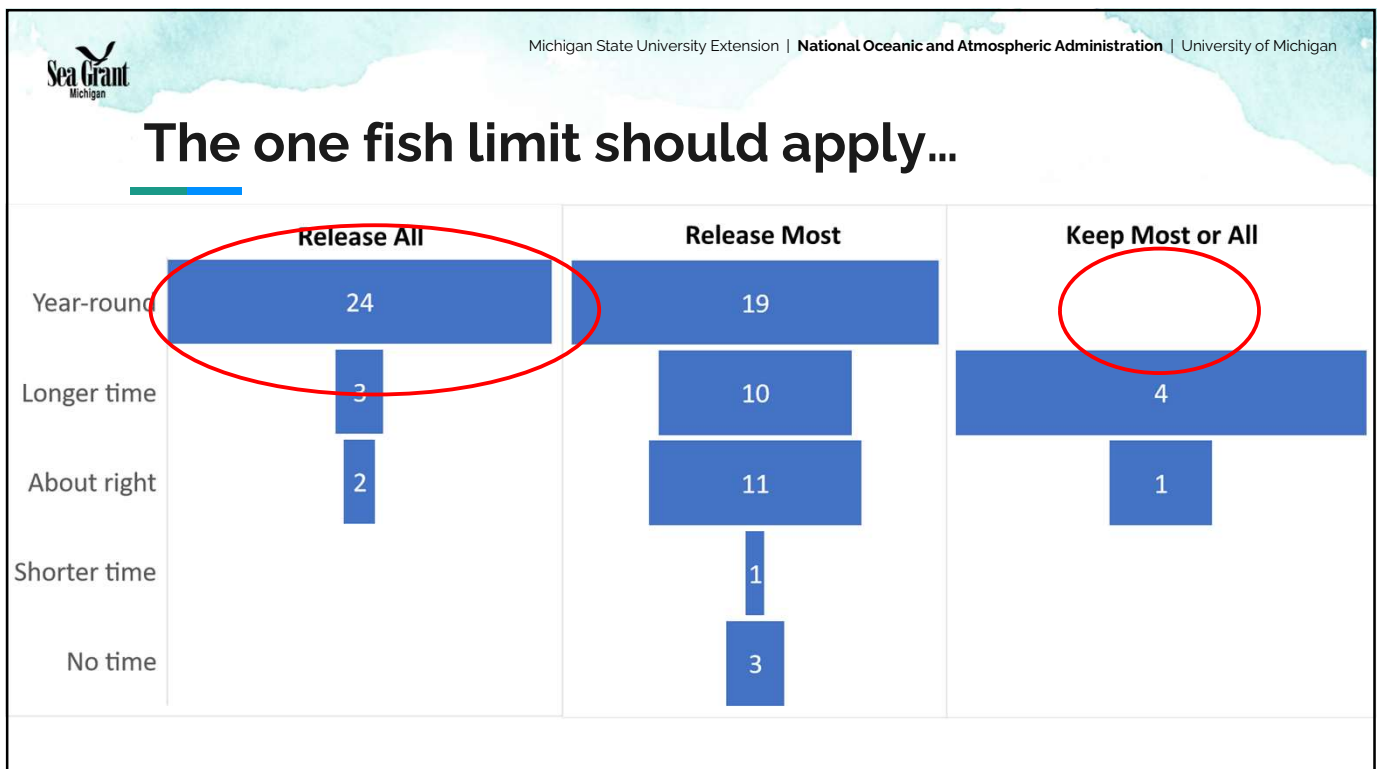 Sea Grant
Michigan
Michigan State University Extension | National Oceanic and Atmospheric Administration | University of Michigan
The one fish limit should apply…
Release All Release Most Keep Most or All
Year-round 24 19
Longer time 3 10 4
About right 2 11 1
Shorter time 1
No time 3